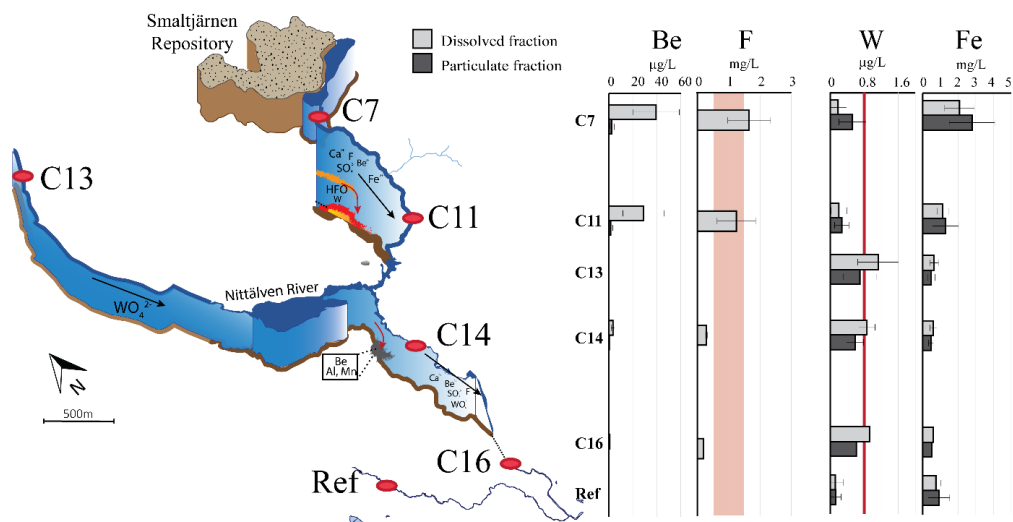 Smaltjärnen
Repository
Dissolved fraction
Particulate fraction
Be
µg/L
0 20 40 60
F
mg/L
0 1 2 3
W
µg/L
0 0.8 1.6
Fe
mg/L
0 1 2 3 4 5
C7
C7
Ca F
SO Be
Fe
HFO
W
C11
C11
C13
C13
Nittälven River
WO₄²⁻
C14
C14
Be
Al, Mn
Ca Be
SO F
WO
N
500m
C16
C16
Ref
Ref